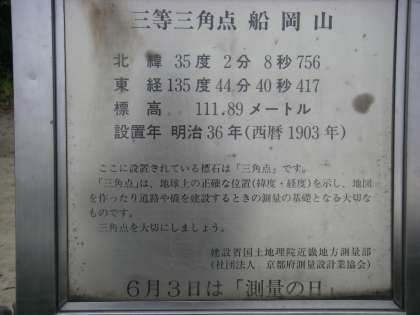 三等三角点 船岡山
北緯 35度 2分 8秒756
東経135度 44分 40秒417
標高 111.89 メートル
設置年 明治36年(西暦1903年)
ここに設置されている標石は「三角点」です。
「三角点」は、地球上の正確な位置(緯度・経度)を示し、地図
を作ったり道路や橋を建設するときの測量の基礎となる大切な
ものです。
三角点を大切にしましょう。
建設省国土地理院近畿地方測量部
(社団法人 京都府測量設計業協会)
6月3日は「測量の日」